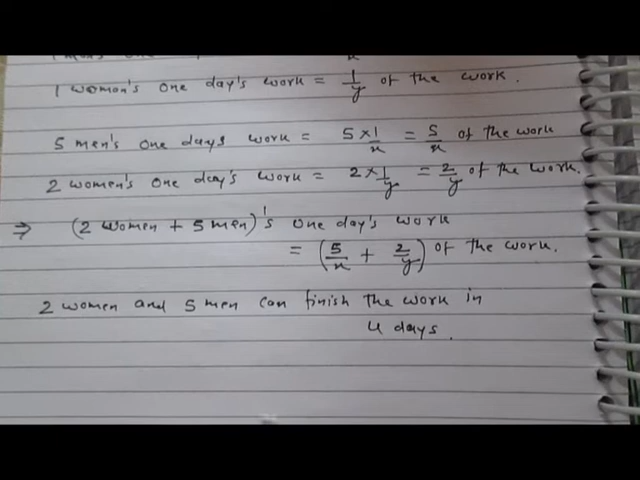 1 woman's one day's work = 1/y of the work.
5 men's one days work = 5 × 1/x = 5/x of the work
2 women's one day's work = 2 × 1/y = 2/y of the work.
⇒ (2 women + 5 men)'s one day's work
= (5/x + 2/y) of the work.
2 women and 5 men can finish the work in
4 days.